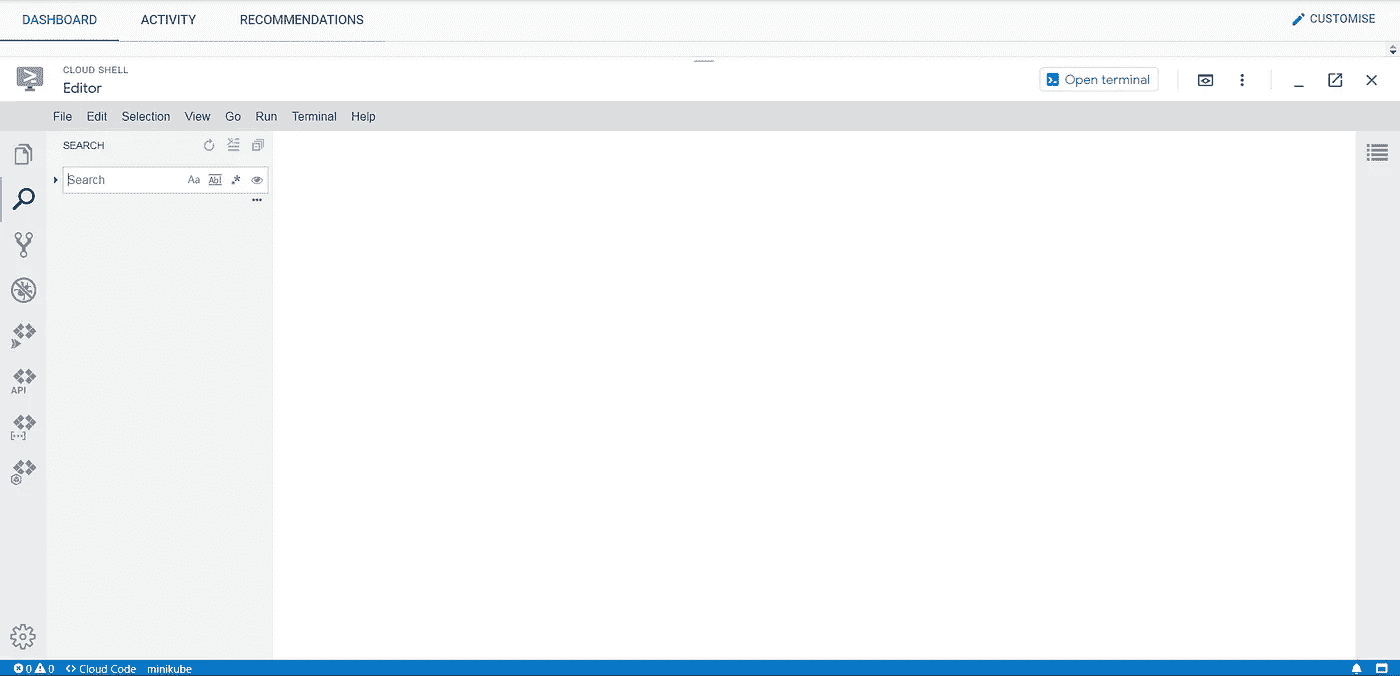 DASHBOARD ACTIVITY RECOMMENDATIONS CUSTOMISE
CLOUD SHELL
Editor
Open terminal
File Edit Selection View Go Run Terminal Help
SEARCH
Search Aa Abl .*
API
[...]
0 0 <> Cloud Code minikube